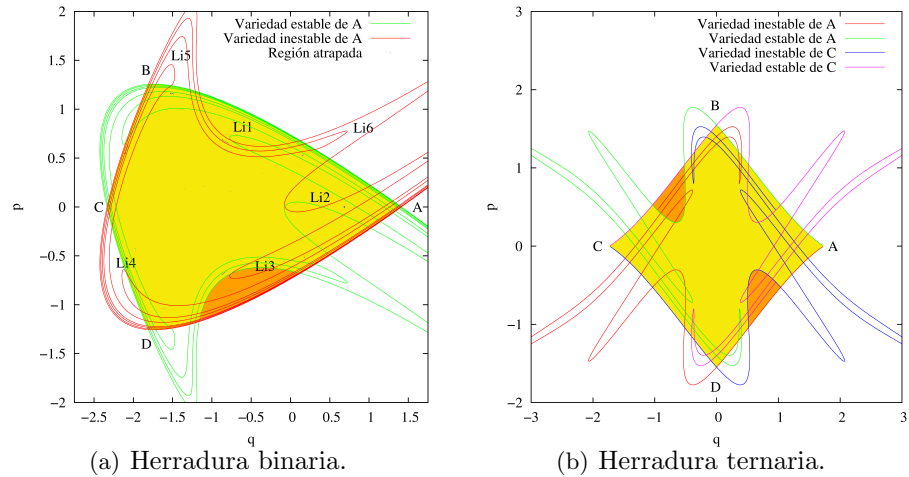 Variedad estable de A
Variedad inestable de A
Región atrapada
B
Li5
Li1
Li6
Li2
C
A
Li4
Li3
D
2
1.5
1
0.5
0
−0.5
−1
−1.5
−2
p
−2.5 −2 −1.5 −1 −0.5 0 0.5 1 1.5
q
(a) Herradura binaria.
Variedad inestable de A
Variedad estable de A
Variedad inestable de C
Variedad estable de C
B
C
A
D
3
2
1
0
−1
−2
p
−3 −2 −1 0 1 2 3
q
(b) Herradura ternaria.